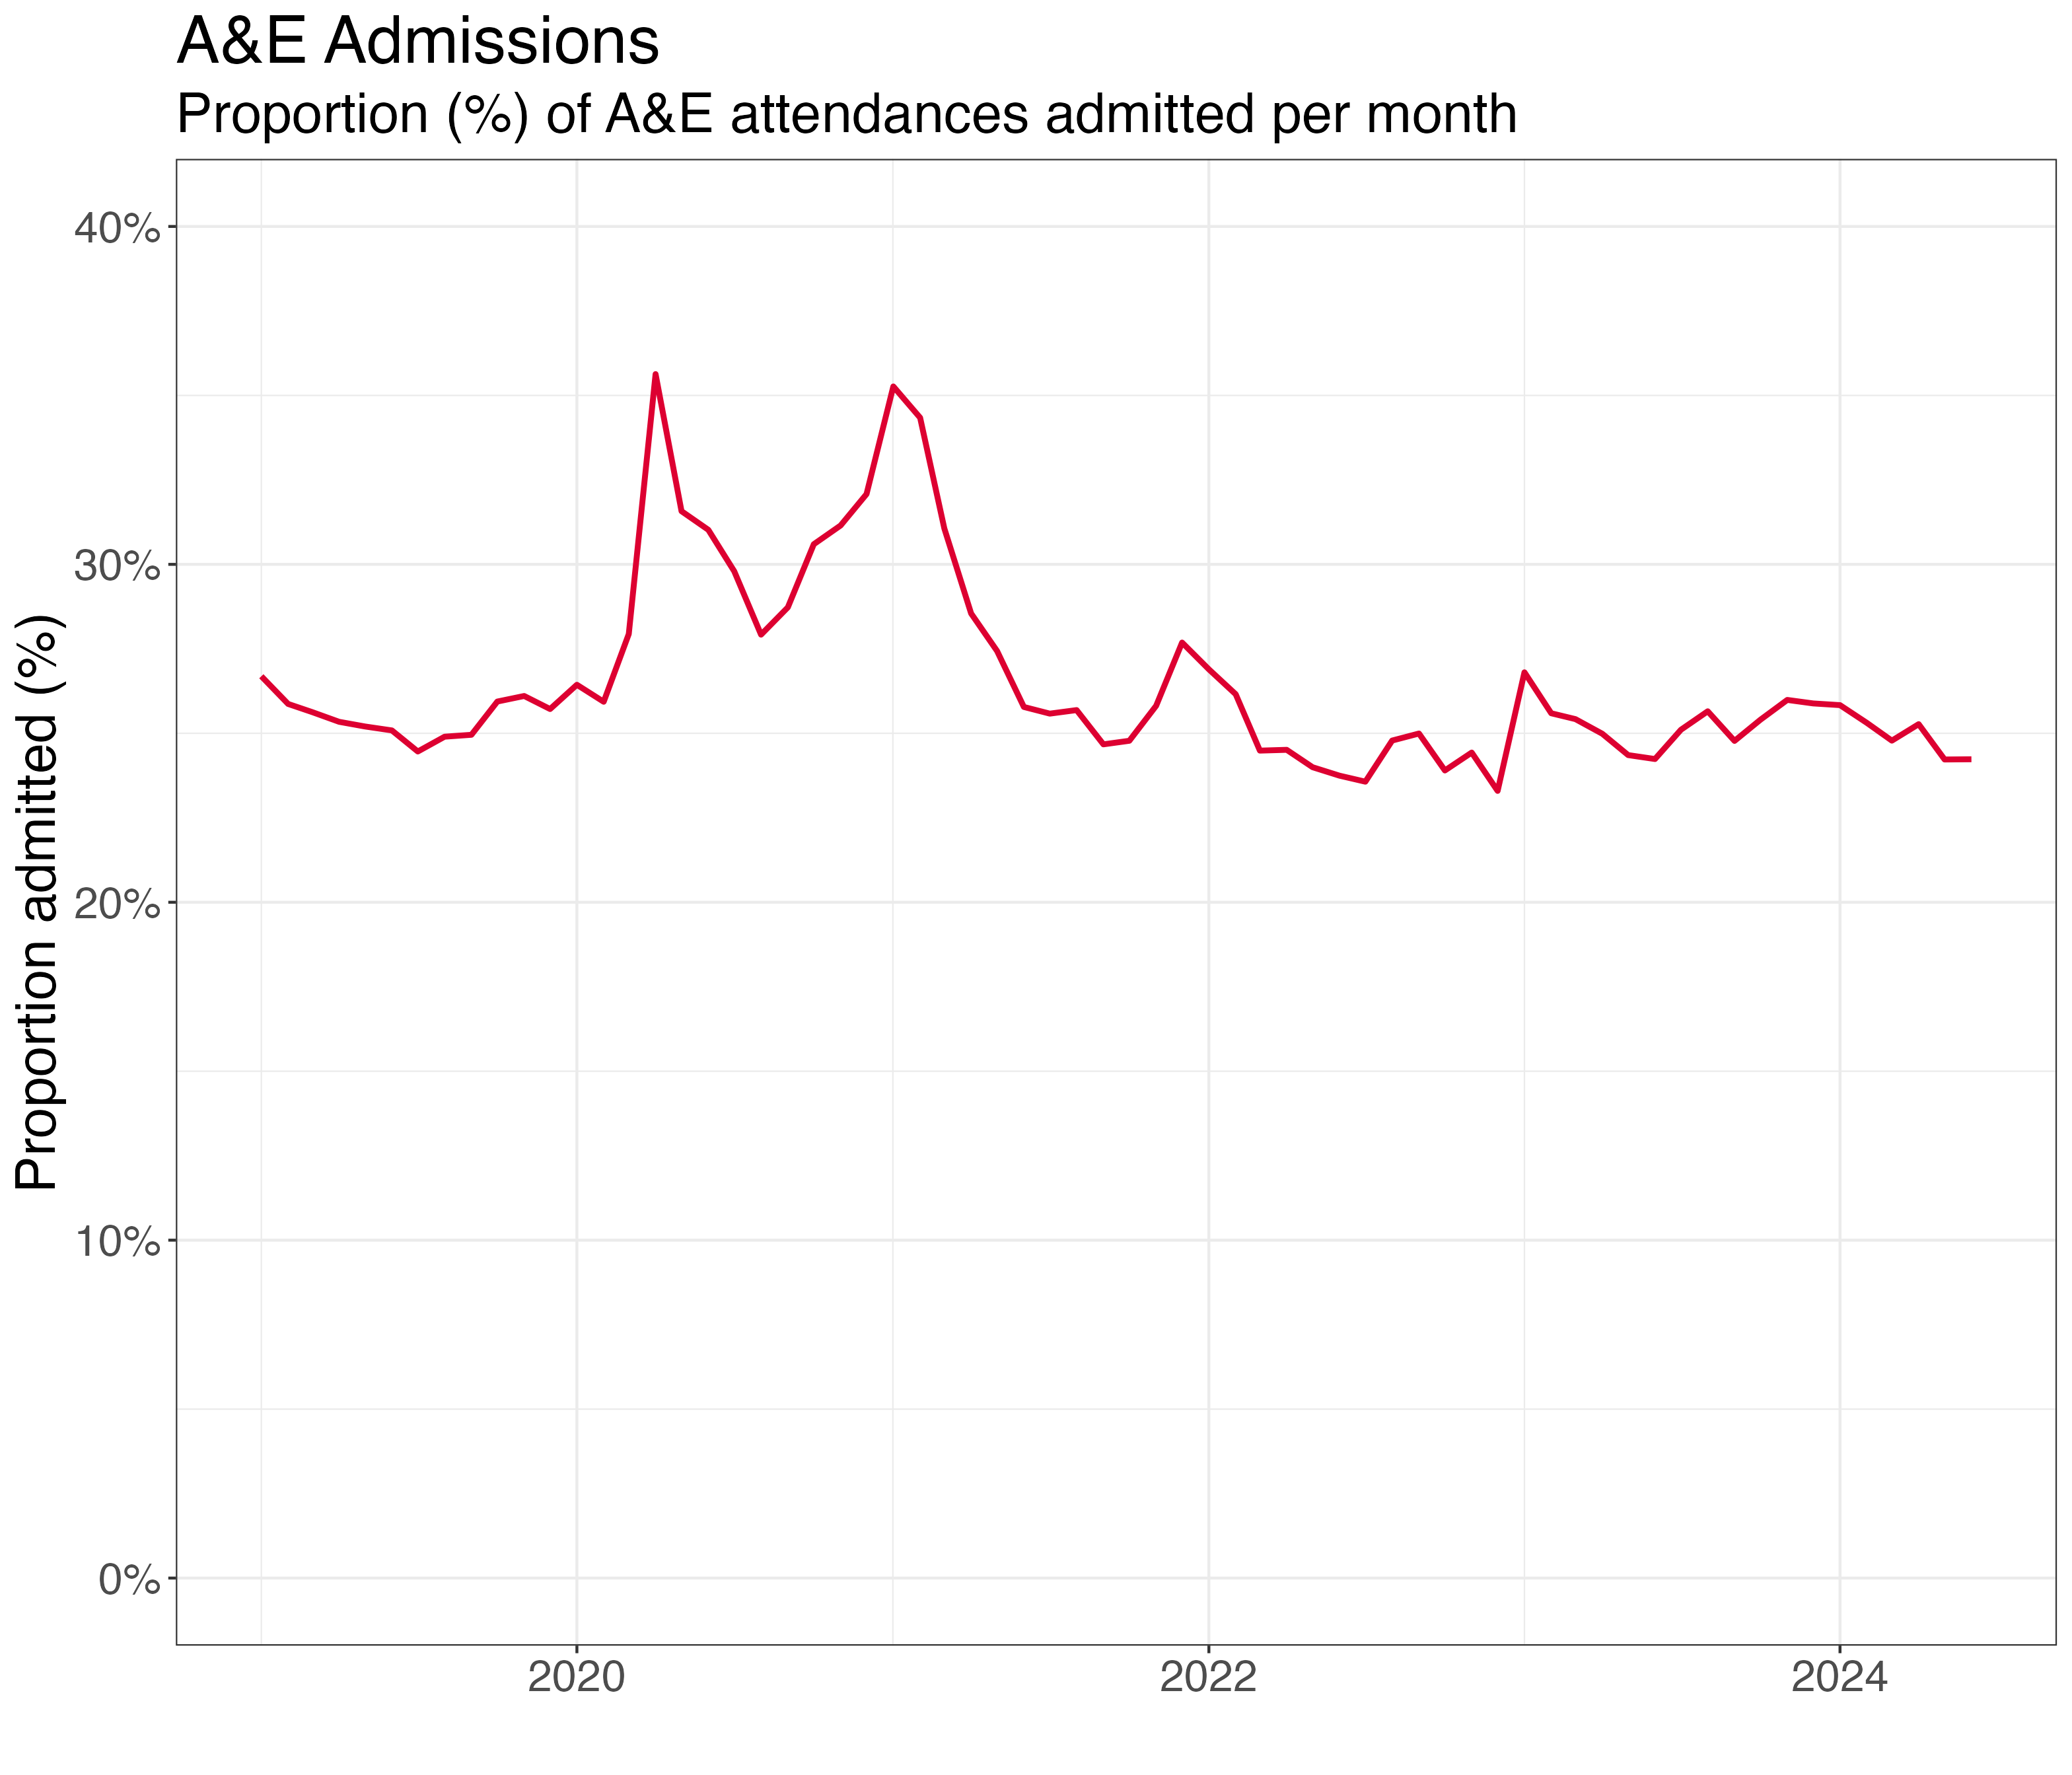 A&E Admissions
Proportion (%) of A&E attendances admitted per month
Proportion admitted (%)
40%
30%
20%
10%
0%
2020
2022
2024